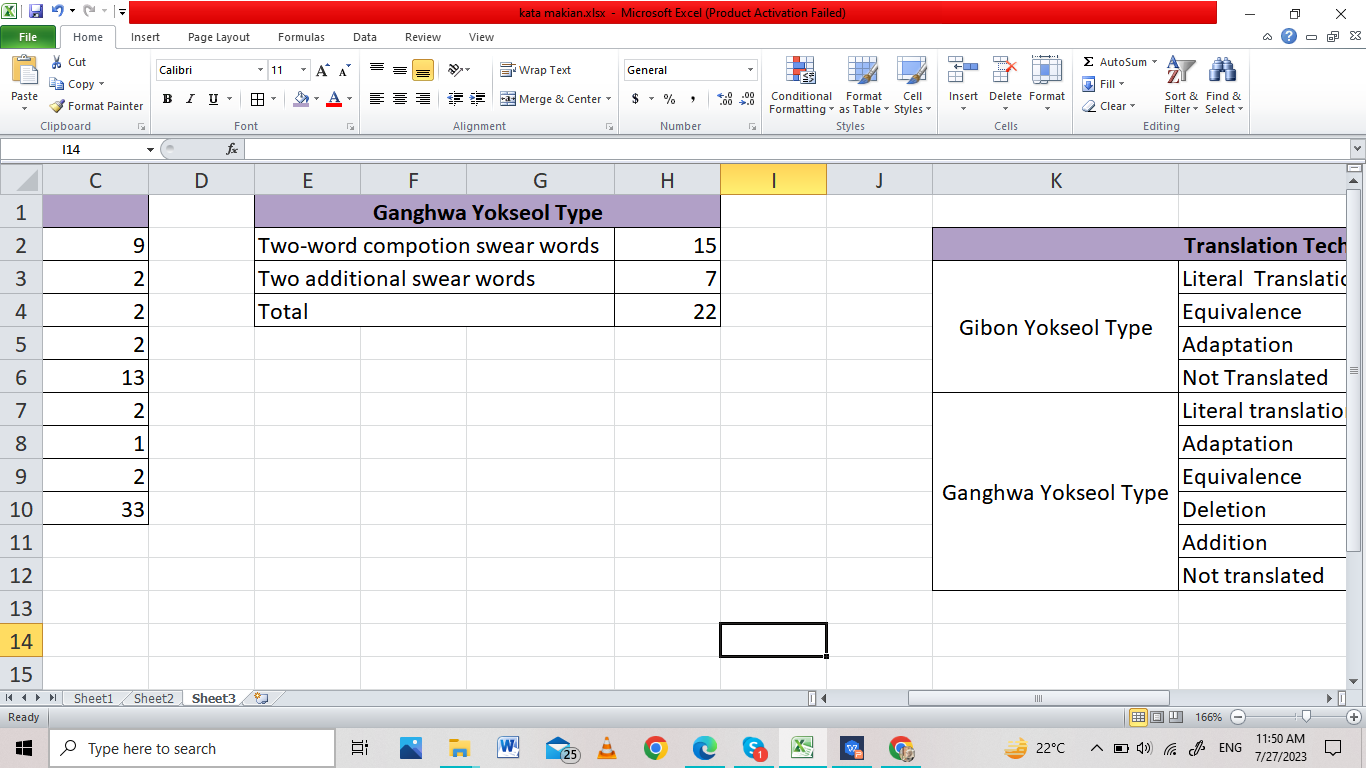 kata makian.xlsx - Microsoft Excel (Product Activation Failed)
File Home Insert Page Layout Formulas Data Review View
Paste
Cut
Copy
Format Painter
Clipboard
Calibri 11
B I U
Font
Wrap Text
Merge & Center
Alignment
General
$ % ,
Number
Conditional Formatting
Format as Table
Cell Styles
Styles
Insert Delete Format
Cells
Σ AutoSum
Fill
Clear
Sort & Filter
Find & Select
Editing
I14 fx
C D E F G H I J K
1 Ganghwa Yokseol Type
2 9 Two-word compotion swear words 15 Translation Tech
3 2 Two additional swear words 7 Literal Translatio
4 2 Total 22 Equivalence
Gibon Yokseol Type
5 2 Adaptation
6 13 Not Translated
7 2 Literal translatio
8 1 Adaptation
9 2 Equivalence
Ganghwa Yokseol Type
10 33 Deletion
11 Addition
12 Not translated
13
14
15
Sheet1 Sheet2 Sheet3
Ready 166%
Type here to search
25
1
22°C
ENG
11:50 AM
7/27/2023